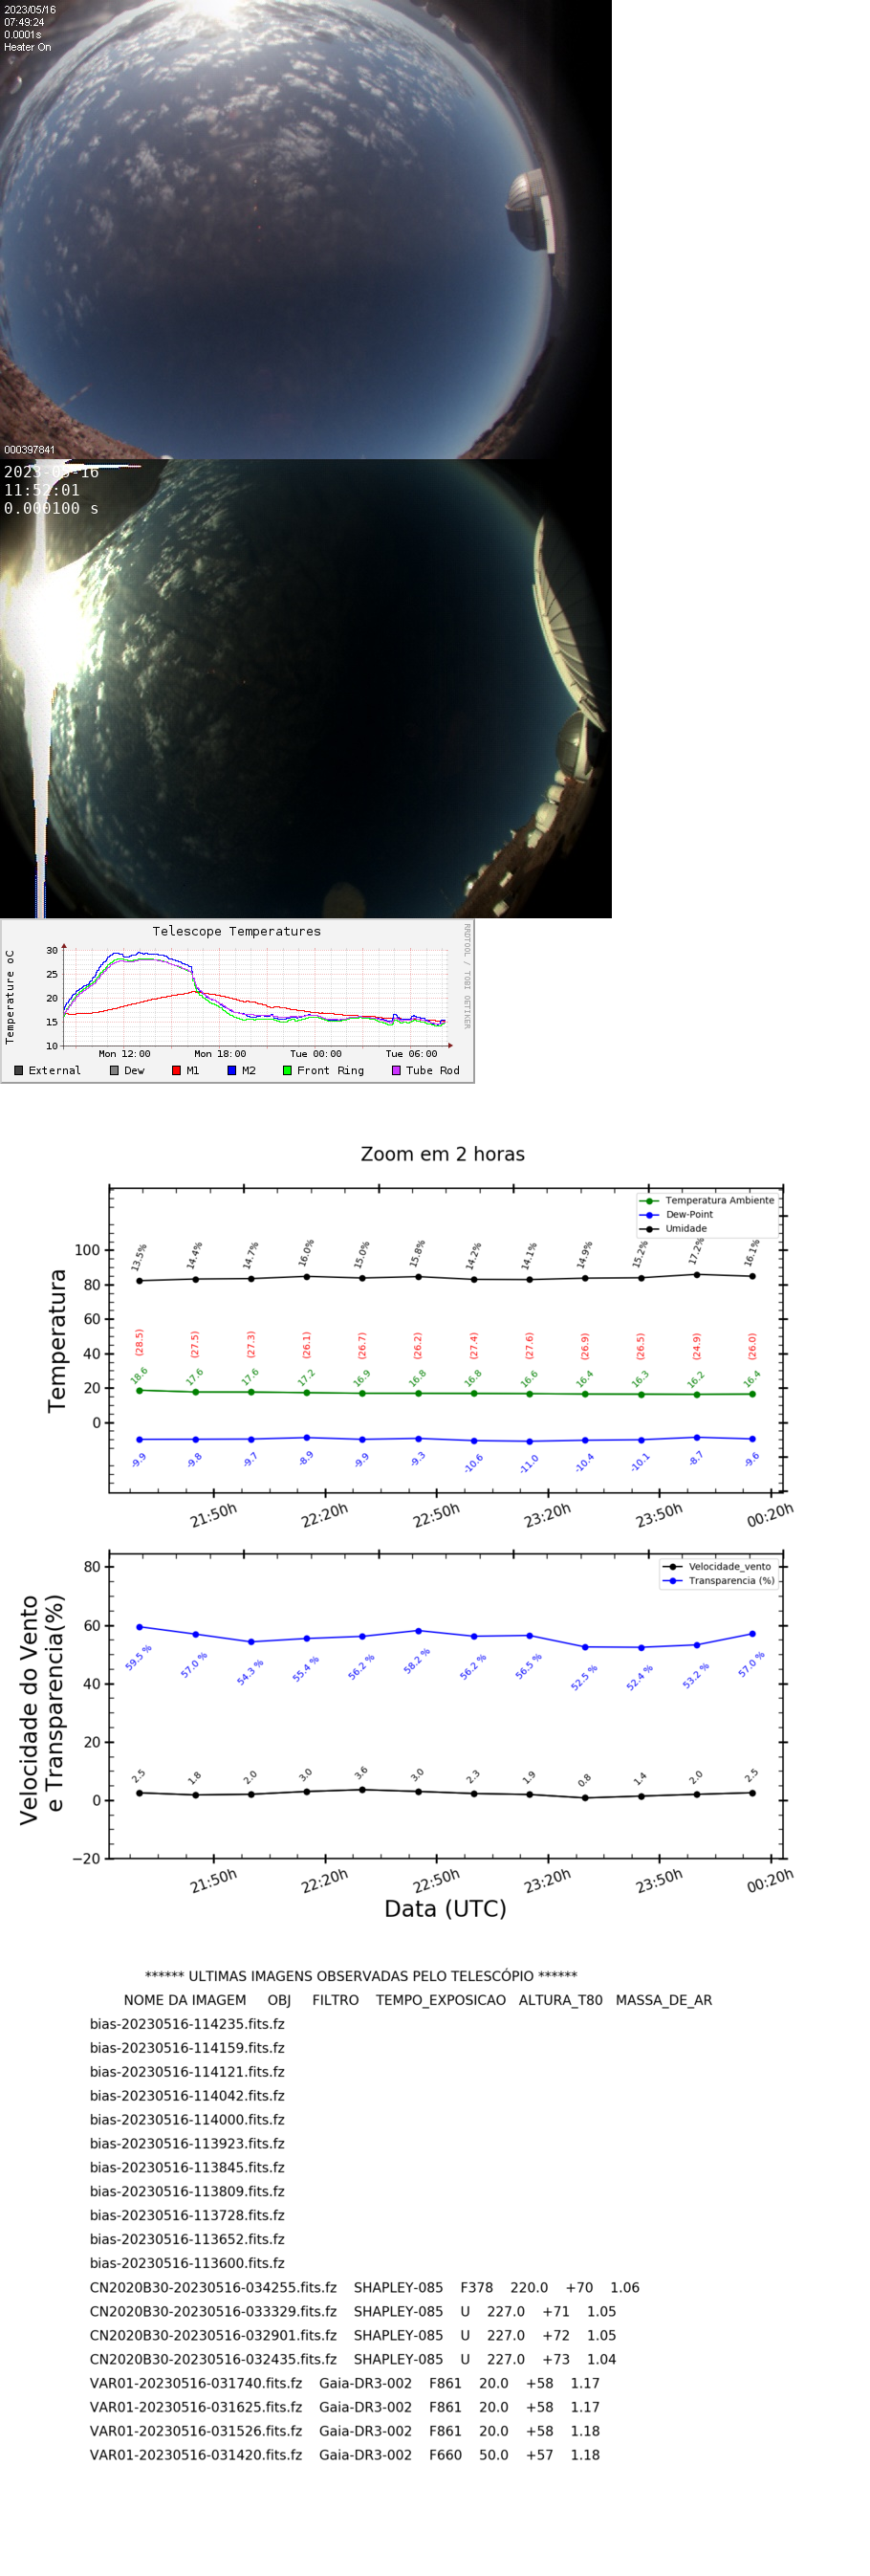 2023/05/16
07:49:24
0.0001s
Heater On
000397841
2023-05-16
11:52:01
0.000100 s
Telescope Temperatures
RRDTOOL / TOBI OETIKER
Temperature oC
30
25
20
15
10
Mon 12:00 Mon 18:00 Tue 00:00 Tue 06:00
External Dew M1 M2 Front Ring Tube Rod
Zoom em 2 horas
Temperatura Ambiente
Dew-Point
Umidade
Temperatura
100
80
60
40
20
0
13.5% 14.4% 14.7% 16.0% 15.0% 15.8% 14.2% 14.1% 14.9% 15.2% 17.2% 16.1%
(28.5) (27.5) (27.3) (26.1) (26.7) (26.2) (27.4) (27.6) (26.9) (26.5) (24.9) (26.0)
18.6 17.6 17.6 17.2 16.9 16.8 16.8 16.6 16.4 16.3 16.2 16.4
-9.9 -9.8 -9.7 -8.9 -9.9 -9.3 -10.6 -11.0 -10.4 -10.1 -8.7 -9.6
21:50h 22:20h 22:50h 23:20h 23:50h 00:20h
Velocidade_vento
Transparencia (%)
Velocidade do Vento
e Transparencia(%)
80
60
40
20
0
−20
59.5 % 57.0 % 54.3 % 55.4 % 56.2 % 58.2 % 56.2 % 56.5 % 52.5 % 52.4 % 53.2 % 57.0 %
2.5 1.8 2.0 3.0 3.6 3.0 2.3 1.9 0.8 1.4 2.0 2.5
21:50h 22:20h 22:50h 23:20h 23:50h 00:20h
Data (UTC)
****** ULTIMAS IMAGENS OBSERVADAS PELO TELESCÓPIO ******
NOME DA IMAGEM OBJ FILTRO TEMPO_EXPOSICAO ALTURA_T80 MASSA_DE_AR
bias-20230516-114235.fits.fz
bias-20230516-114159.fits.fz
bias-20230516-114121.fits.fz
bias-20230516-114042.fits.fz
bias-20230516-114000.fits.fz
bias-20230516-113923.fits.fz
bias-20230516-113845.fits.fz
bias-20230516-113809.fits.fz
bias-20230516-113728.fits.fz
bias-20230516-113652.fits.fz
bias-20230516-113600.fits.fz
CN2020B30-20230516-034255.fits.fz SHAPLEY-085 F378 220.0 +70 1.06
CN2020B30-20230516-033329.fits.fz SHAPLEY-085 U 227.0 +71 1.05
CN2020B30-20230516-032901.fits.fz SHAPLEY-085 U 227.0 +72 1.05
CN2020B30-20230516-032435.fits.fz SHAPLEY-085 U 227.0 +73 1.04
VAR01-20230516-031740.fits.fz Gaia-DR3-002 F861 20.0 +58 1.17
VAR01-20230516-031625.fits.fz Gaia-DR3-002 F861 20.0 +58 1.17
VAR01-20230516-031526.fits.fz Gaia-DR3-002 F861 20.0 +58 1.18
VAR01-20230516-031420.fits.fz Gaia-DR3-002 F660 50.0 +57 1.18